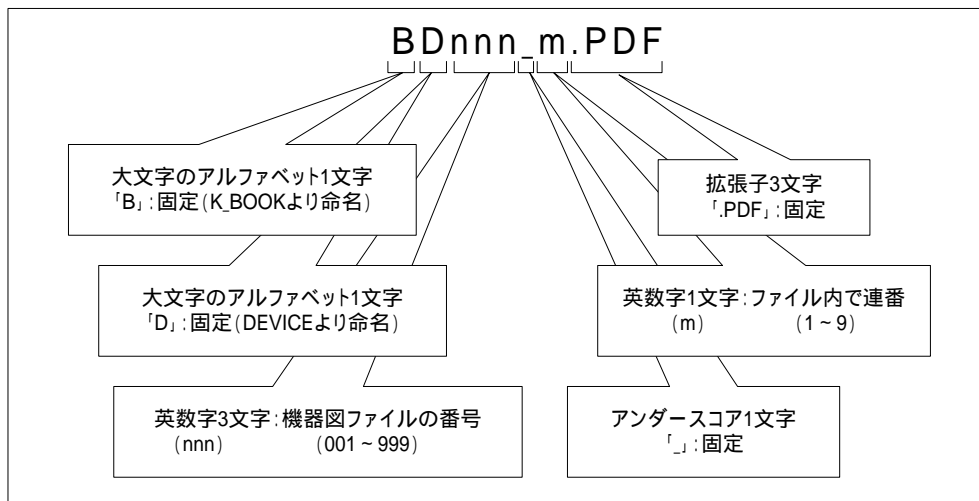 BDnnn_m.PDF
大文字のアルファベット1文字
「B」:固定(K_BOOKより命名)
拡張子3文字
「.PDF」:固定
大文字のアルファベット1文字
「D」:固定(DEVICEより命名)
英数字1文字:ファイル内で連番
(m) (1~9)
英数字3文字:機器図ファイルの番号
(nnn) (001~999)
アンダースコア1文字
「_」:固定